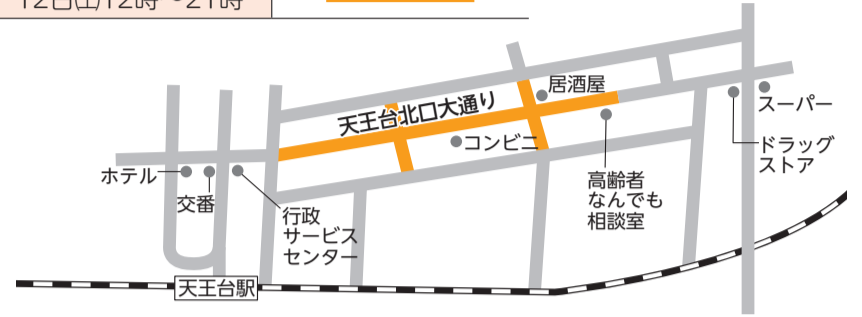 12日(土)12時〜21時
天王台北口大通り
居酒屋
スーパー
コンビニ
ドラッグ
ストア
ホテル
交番
行政
サービス
センター
高齢者
なんでも
相談室
天王台駅